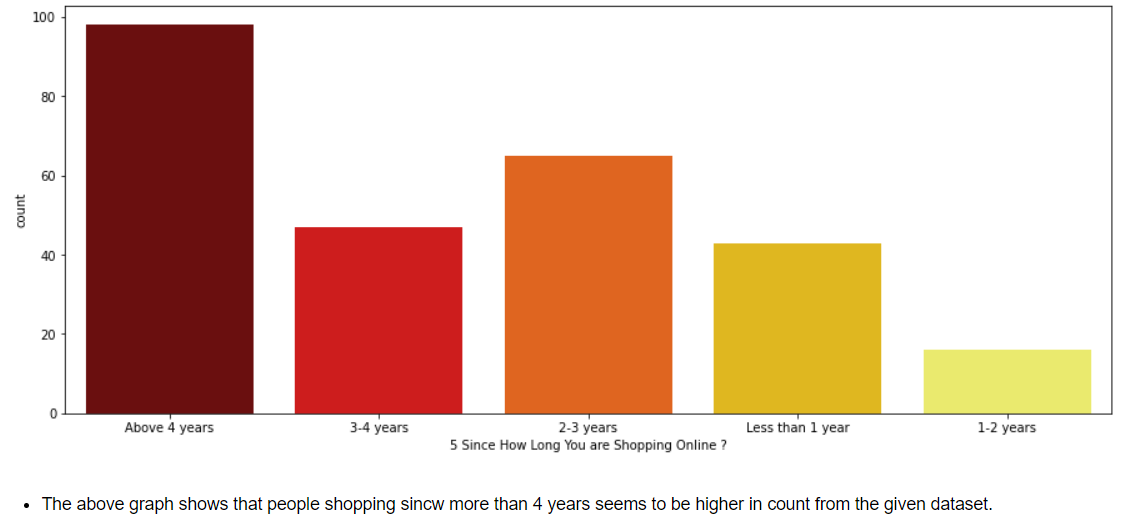 100
80
60
40
20
0
count
Above 4 years 3-4 years 2-3 years Less than 1 year 1-2 years
5 Since How Long You are Shopping Online ?
• The above graph shows that people shopping sincw more than 4 years seems to be higher in count from the given dataset.